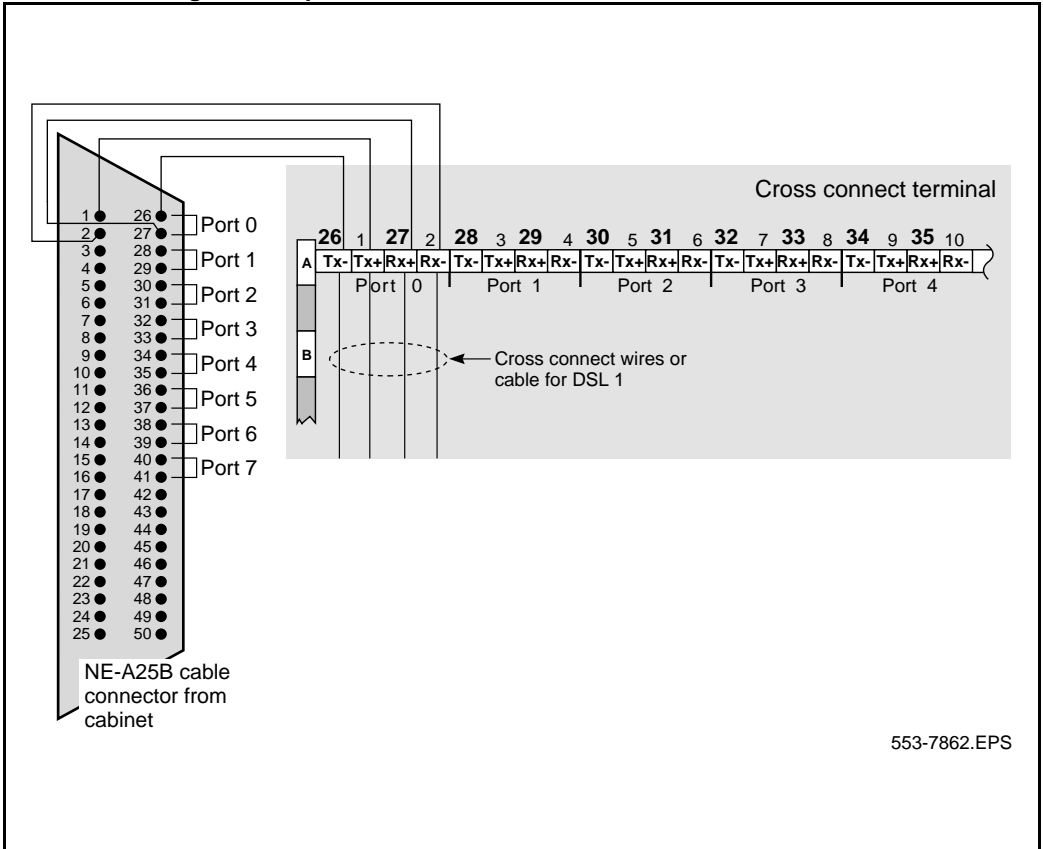 Cross connect terminal
26 1 27 2 28 3 29 4 30 5 31 6 32 7 33 8 34 9 35 10
A Tx- Tx+ Rx+ Rx- Tx- Tx+ Rx+ Rx- Tx- Tx+ Rx+ Rx- Tx- Tx+ Rx+ Rx- Tx- Tx+ Rx+ Rx-
Port 0 Port 1 Port 2 Port 3 Port 4
B
Cross connect wires or
cable for DSL 1
1 26
2 27 Port 0
3 28
4 29 Port 1
5 30
6 31 Port 2
7 32
8 33 Port 3
9 34
10 35 Port 4
11 36
12 37 Port 5
13 38
14 39 Port 6
15 40
16 41 Port 7
17 42
18 43
19 44
20 45
21 46
22 47
23 48
24 49
25 50
NE-A25B cable
connector from
cabinet
553-7862.EPS